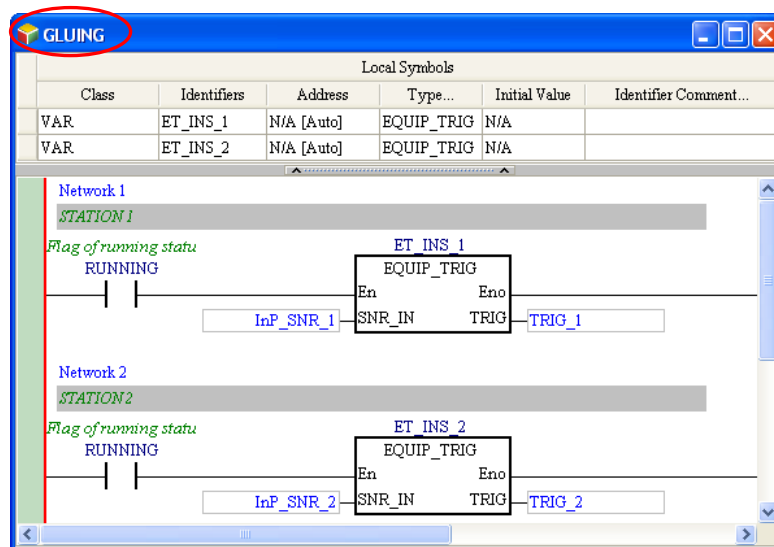 GLUING
Local Symbols
Class Identifiers Address Type... Initial Value Identifier Comment...
VAR ET_INS_1 N/A [Auto] EQUIP_TRIG N/A
VAR ET_INS_2 N/A [Auto] EQUIP_TRIG N/A
Network 1
STATION 1
Flag of running statu ET_INS_1
RUNNING EQUIP_TRIG
En Eno
InP_SNR_1 SNR_IN TRIG TRIG_1
Network 2
STATION 2
Flag of running statu ET_INS_2
RUNNING EQUIP_TRIG
En Eno
InP_SNR_2 SNR_IN TRIG TRIG_2